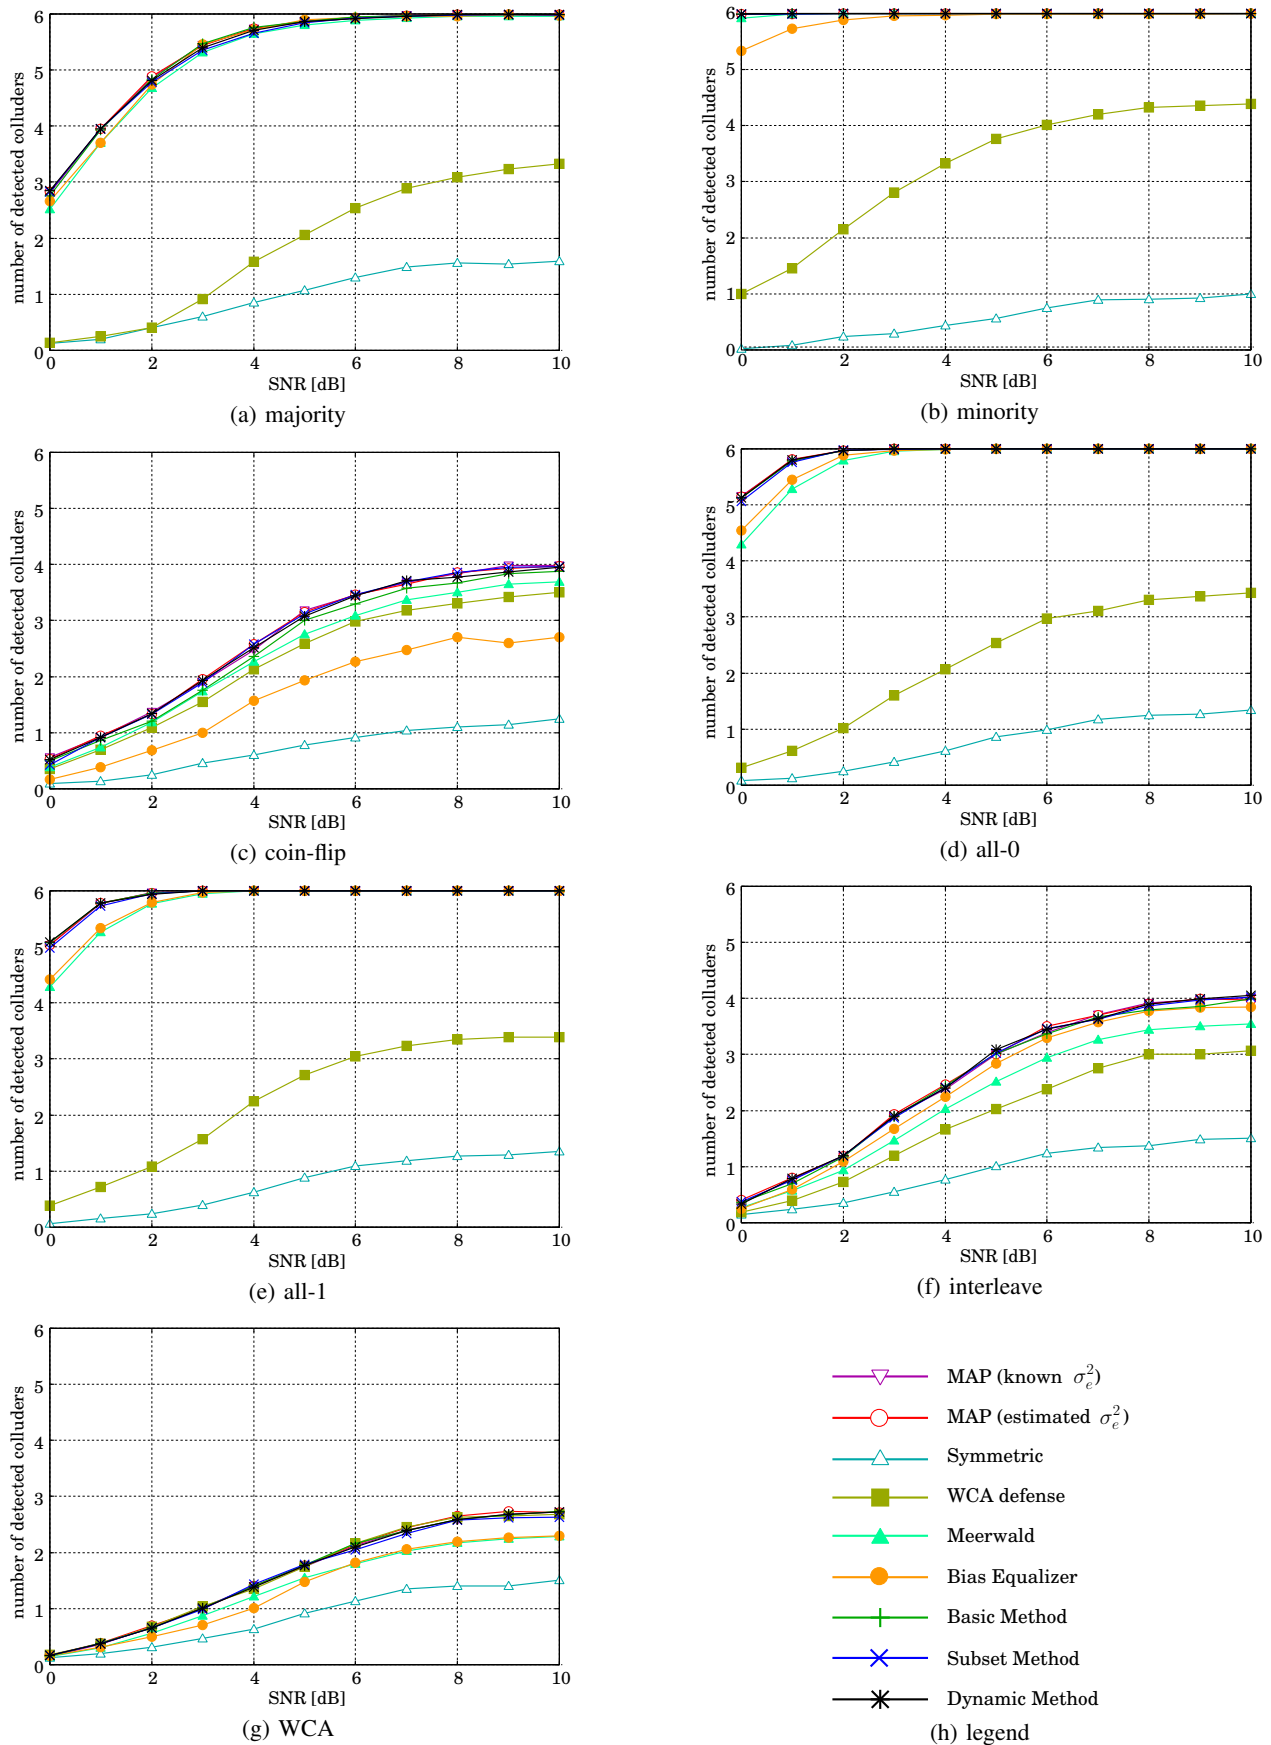 6
5
4
3
2
1
0
number of detected colluders
0 2 4 6 8 10
SNR [dB]
(a) majority
6
5
4
3
2
1
0
number of detected colluders
0 2 4 6 8 10
SNR [dB]
(b) minority
6
5
4
3
2
1
0
number of detected colluders
0 2 4 6 8 10
SNR [dB]
(c) coin-flip
6
5
4
3
2
1
0
number of detected colluders
0 2 4 6 8 10
SNR [dB]
(d) all-0
6
5
4
3
2
1
0
number of detected colluders
0 2 4 6 8 10
SNR [dB]
(e) all-1
6
5
4
3
2
1
0
number of detected colluders
0 2 4 6 8 10
SNR [dB]
(f) interleave
6
5
4
3
2
1
0
number of detected colluders
0 2 4 6 8 10
SNR [dB]
(g) WCA
MAP (known σ_e^2)
MAP (estimated σ_e^2)
Symmetric
WCA defense
Meerwald
Bias Equalizer
Basic Method
Subset Method
Dynamic Method
(h) legend